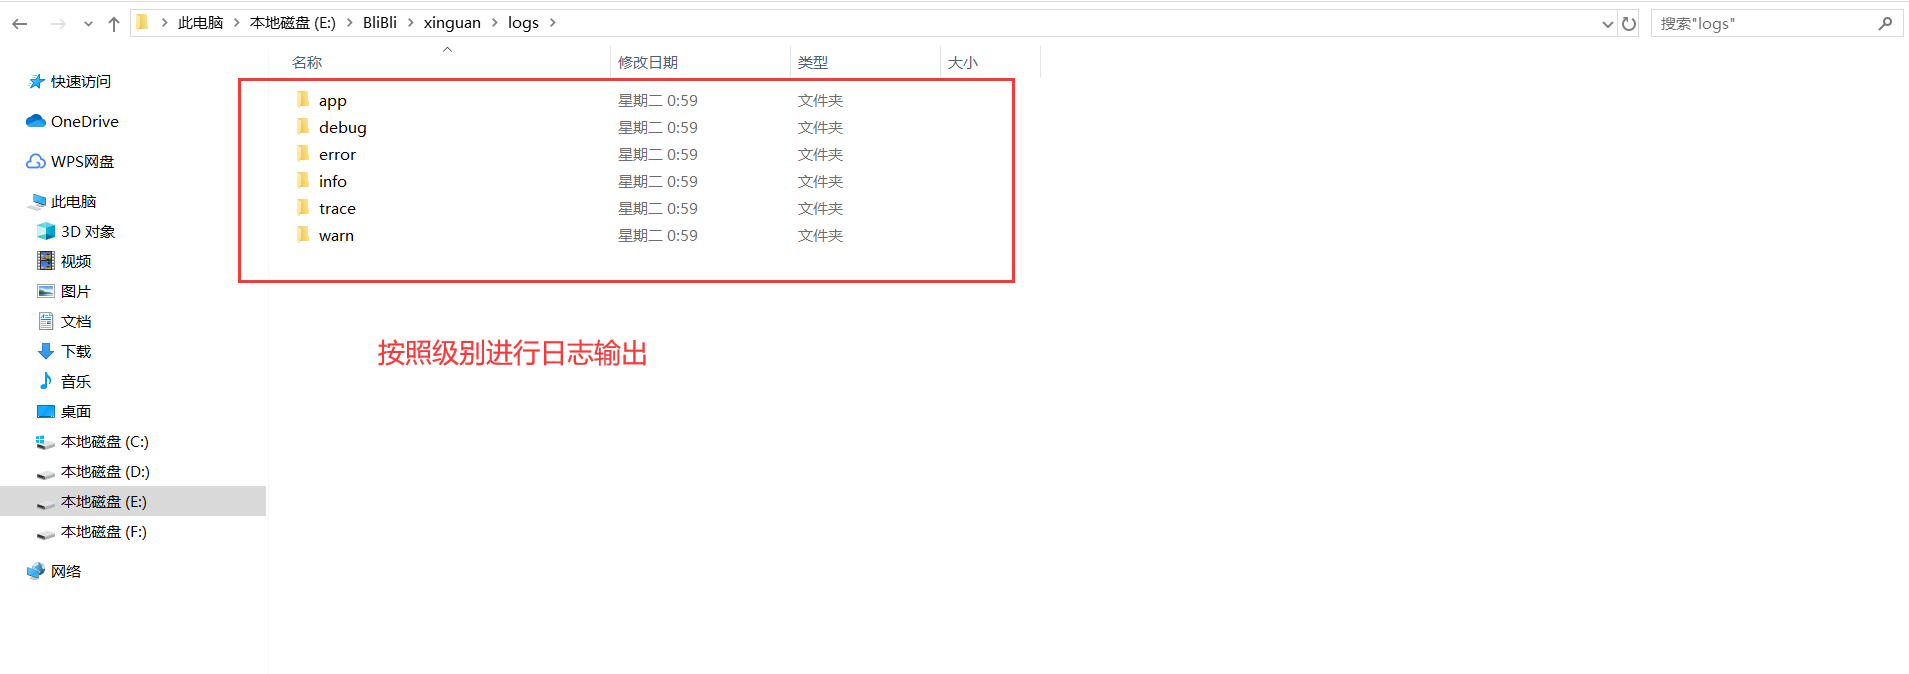 此电脑 本地磁盘 (E:) BliBli xinguan logs
搜索"logs"
名称 修改日期 类型 大小
快速访问
OneDrive
WPS网盘
此电脑
3D 对象
视频
图片
文档
下载
音乐
桌面
本地磁盘 (C:)
本地磁盘 (D:)
本地磁盘 (E:)
本地磁盘 (F:)
网络
app 星期二 0:59 文件夹
debug 星期二 0:59 文件夹
error 星期二 0:59 文件夹
info 星期二 0:59 文件夹
trace 星期二 0:59 文件夹
warn 星期二 0:59 文件夹
按照级别进行日志输出